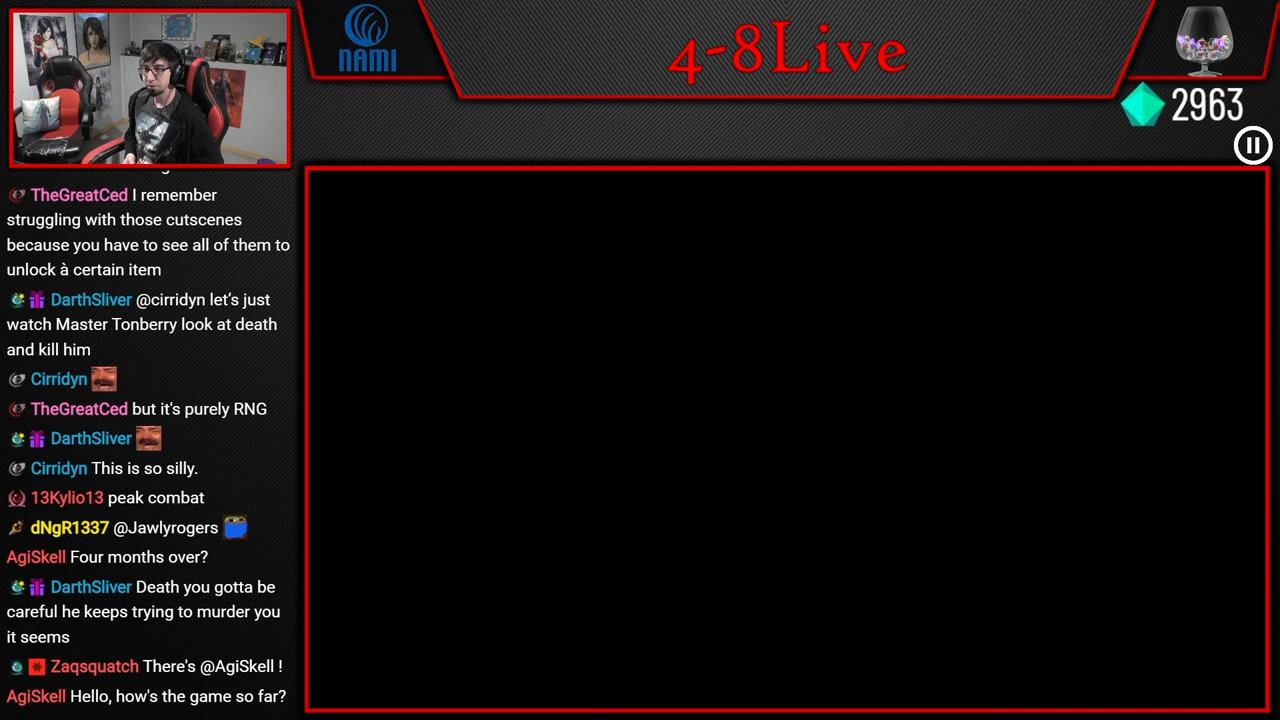 NAMI
4-8Live
2963
TheGreatCed I remember
struggling with those cutscenes
because you have to see all of them to
unlock à certain item
DarthSliver @cirridyn let's just
watch Master Tonberry look at death
and kill him
Cirridyn
TheGreatCed but it's purely RNG
DarthSliver
Cirridyn This is so silly.
13Kylio13 peak combat
dNgR1337 @Jawlyrogers
AgiSkell Four months over?
DarthSliver Death you gotta be
careful he keeps trying to murder you
it seems
Zaqsquatch There's @AgiSkell !
AgiSkell Hello, how's the game so far?